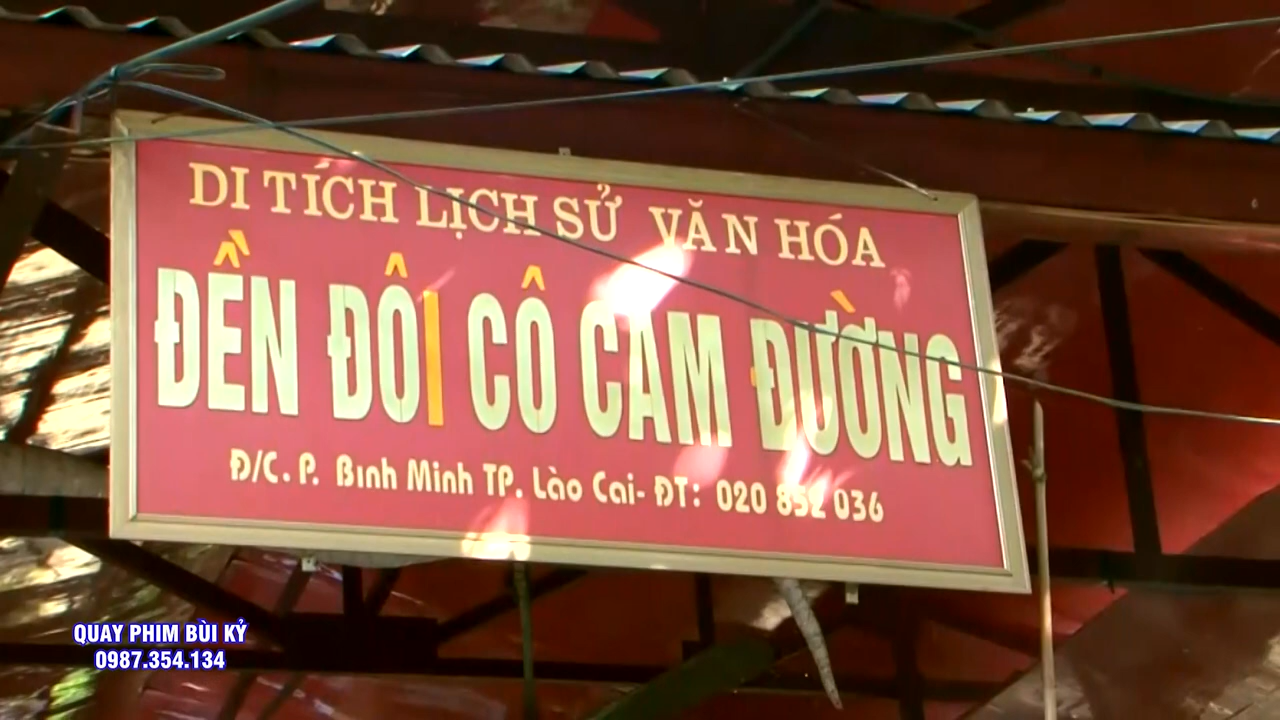 DI TÍCH LỊCH SỬ VĂN HÓA
ĐỀN ĐÔI CÔ CAM ĐƯỜNG
Đ/C. P. Bình Minh TP. Lào Cai- ĐT: 020 852 036
QUAY PHIM BÙI KỶ
0987.354.134